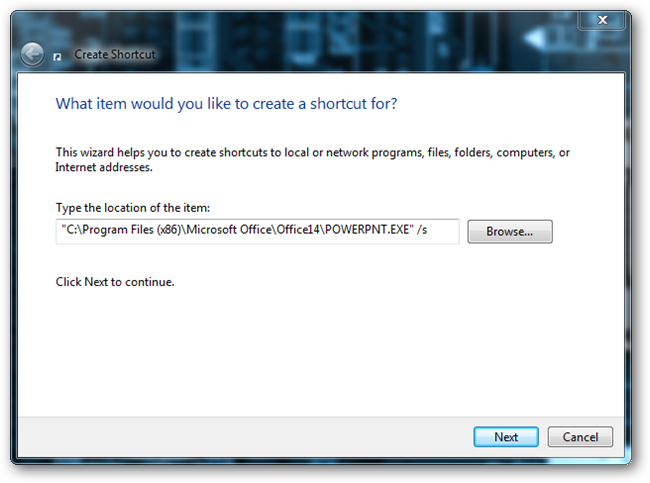 Create Shortcut
What item would you like to create a shortcut for?
This wizard helps you to create shortcuts to local or network programs, files, folders, computers, or
Internet addresses.
Type the location of the item:
"C:\Program Files (x86)\Microsoft Office\Office14\POWERPNT.EXE" /s
Browse...
Click Next to continue.
Next
Cancel